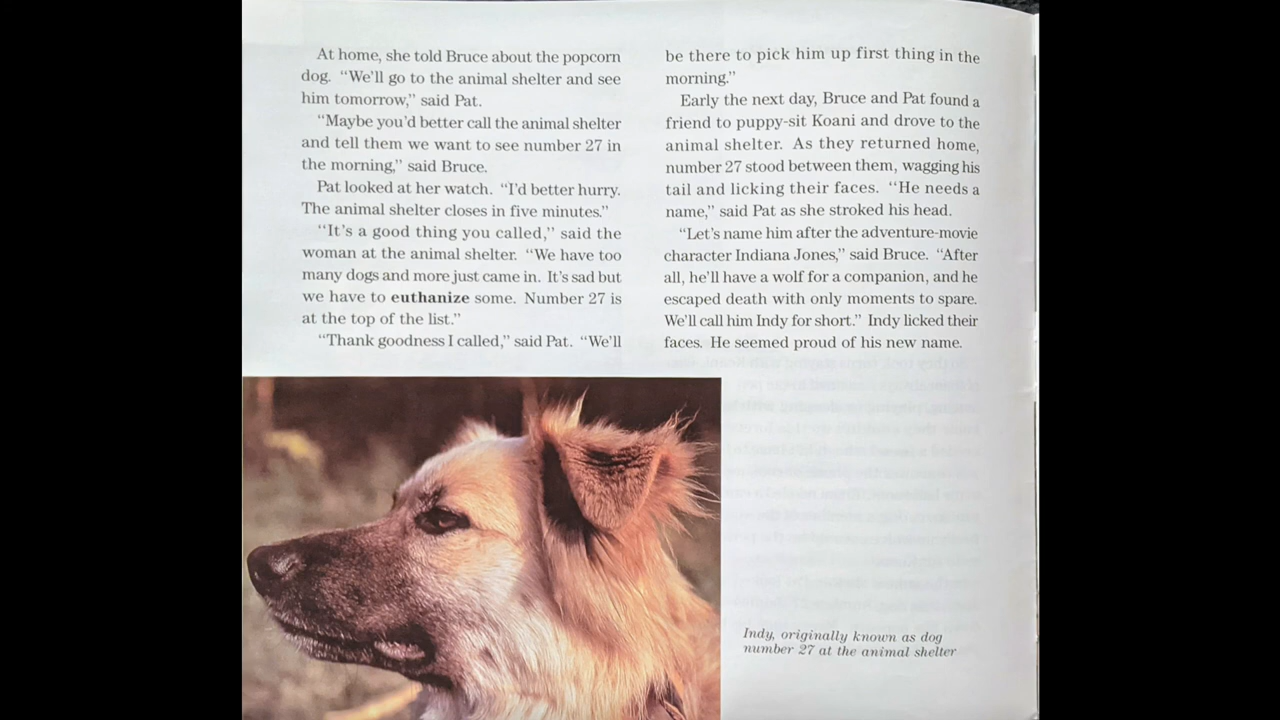 At home, she told Bruce about the popcorn
dog. “We’ll go to the animal shelter and see
him tomorrow,” said Pat.
“Maybe you’d better call the animal shelter
and tell them we want to see number 27 in
the morning,” said Bruce.
Pat looked at her watch. “I’d better hurry.
The animal shelter closes in five minutes.”
“It’s a good thing you called,” said the
woman at the animal shelter. “We have too
many dogs and more just came in. It’s sad but
we have to euthanize some. Number 27 is
at the top of the list.”
“Thank goodness I called,” said Pat. “We’ll
be there to pick him up first thing in the
morning.”
Early the next day, Bruce and Pat found a
friend to puppy-sit Koani and drove to the
animal shelter. As they returned home,
number 27 stood between them, wagging his
tail and licking their faces. “He needs a
name,” said Pat as she stroked his head.
“Let’s name him after the adventure-movie
character Indiana Jones,” said Bruce. “After
all, he’ll have a wolf for a companion, and he
escaped death with only moments to spare.
We’ll call him Indy for short.” Indy licked their
faces. He seemed proud of his new name.
Indy, originally known as dog
number 27 at the animal shelter